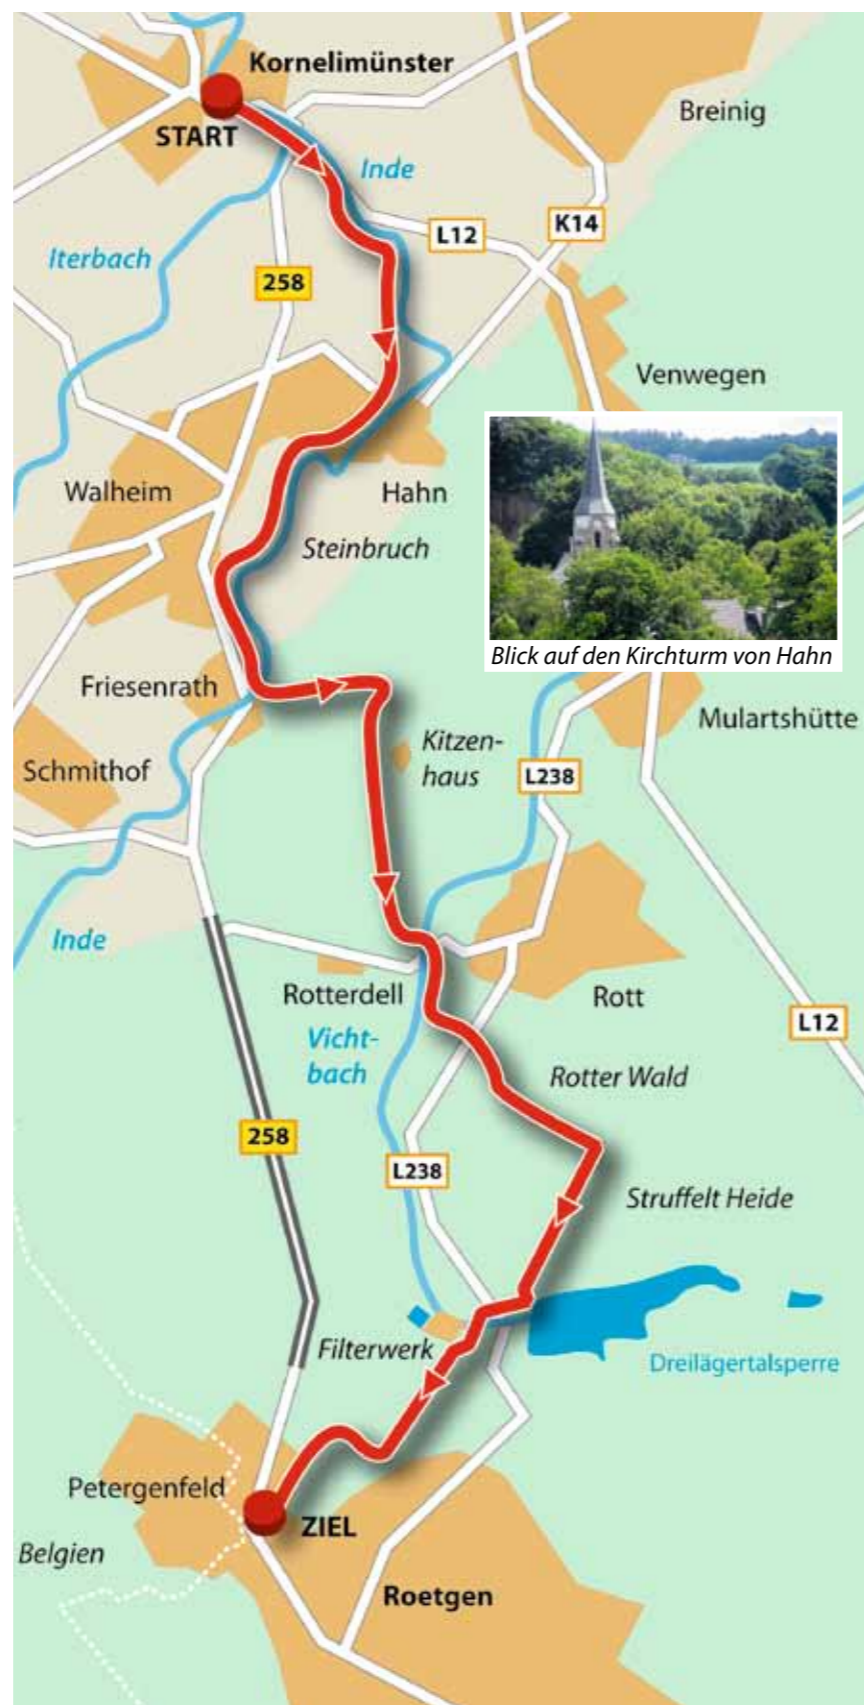 Kornelimünster
START
Breinig
Inde
K14
L12
Iterbach
258
Venwegen
Walheim
Hahn
Steinbruch
Blick auf den Kirchturm von Hahn
Friesenrath
Mulartshütte
Kitzen-
haus
Schmithof
L238
Inde
Rotterdell
Rott
L12
Vicht-
bach
Rotter Wald
258
L238
Struffelt Heide
Filterwerk
Dreilägertalsperre
Petergenfeld
ZIEL
Belgien
Roetgen